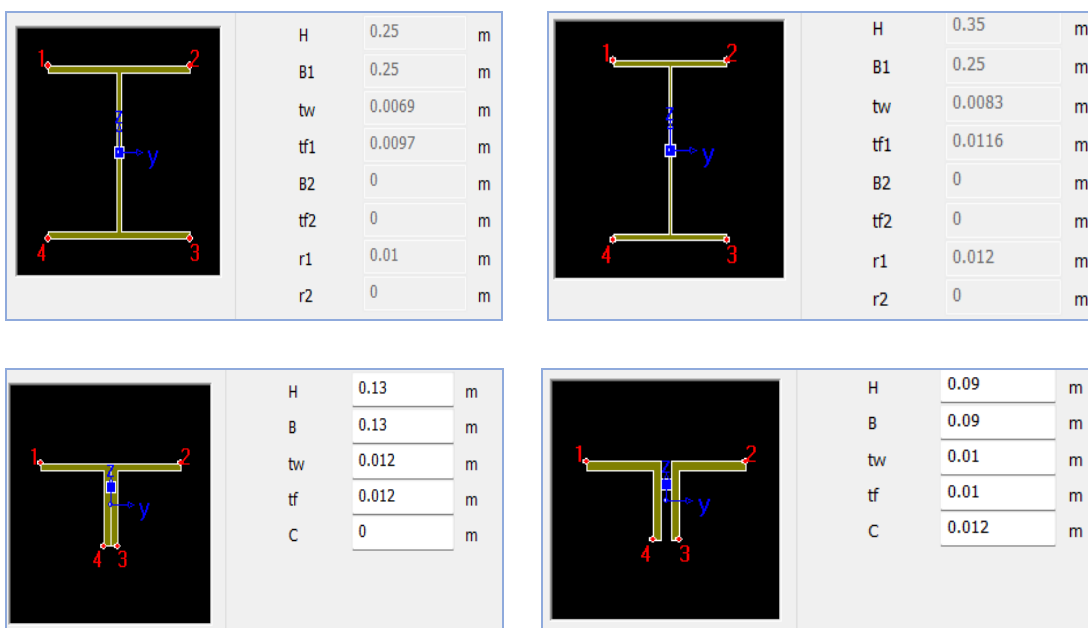 H 0.25 m
1 2
B1 0.25 m
tw 0.0069 m
z
tf1 0.0097 m
y
B2 0 m
tf2 0 m
4 3
r1 0.01 m
r2 0 m
H 0.35 m
1 2
B1 0.25 m
tw 0.0083 m
z
tf1 0.0116 m
y
B2 0 m
tf2 0 m
4 3
r1 0.012 m
r2 0 m
H 0.13 m
B 0.13 m
1 2
tw 0.012 m
z
tf 0.012 m
y
C 0 m
4 3
H 0.09 m
B 0.09 m
1 2
tw 0.01 m
z
tf 0.01 m
y
C 0.012 m
4 3